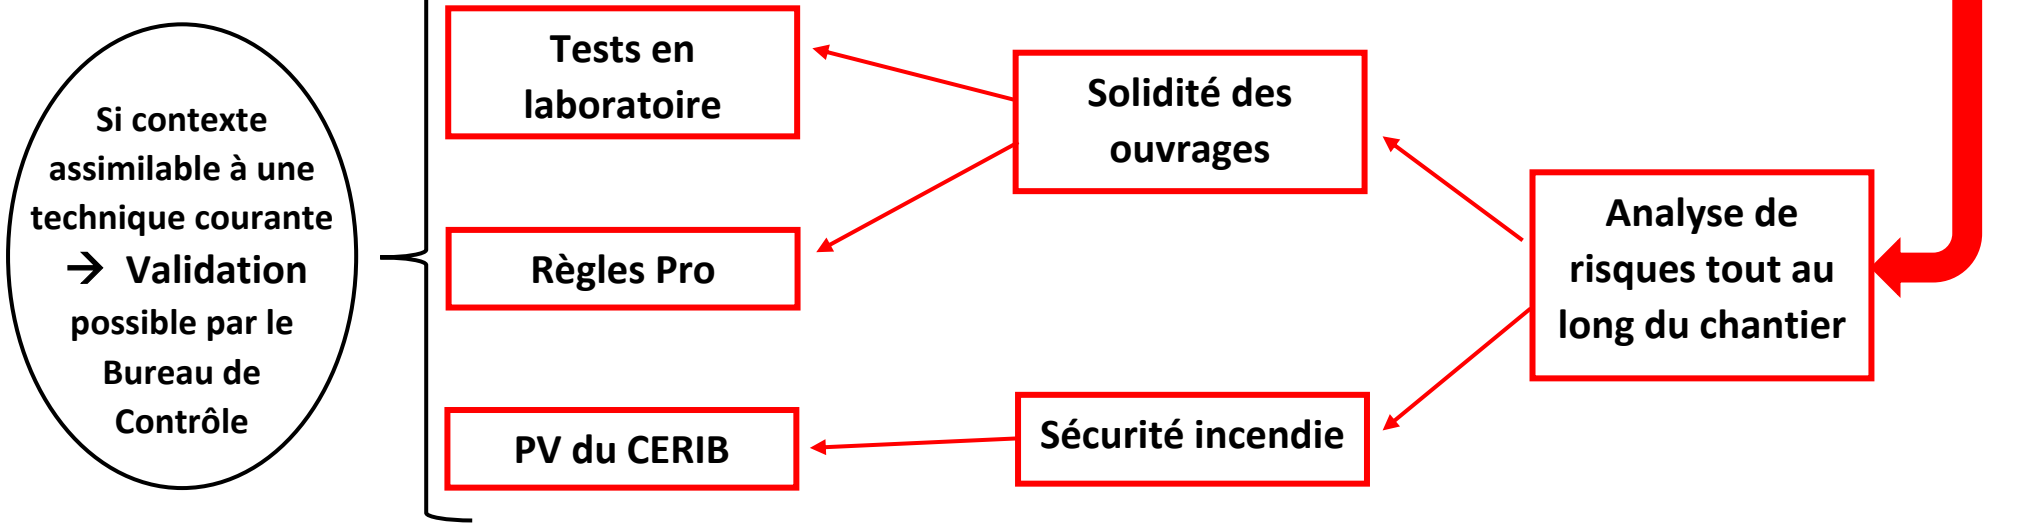 Si contexte
assimilable à une
technique courante
→ Validation
possible par le
Bureau de
Contrôle
Tests en
laboratoire
Règles Pro
PV du CERIB
Solidité des
ouvrages
Sécurité incendie
Analyse de
risques tout au
long du chantier